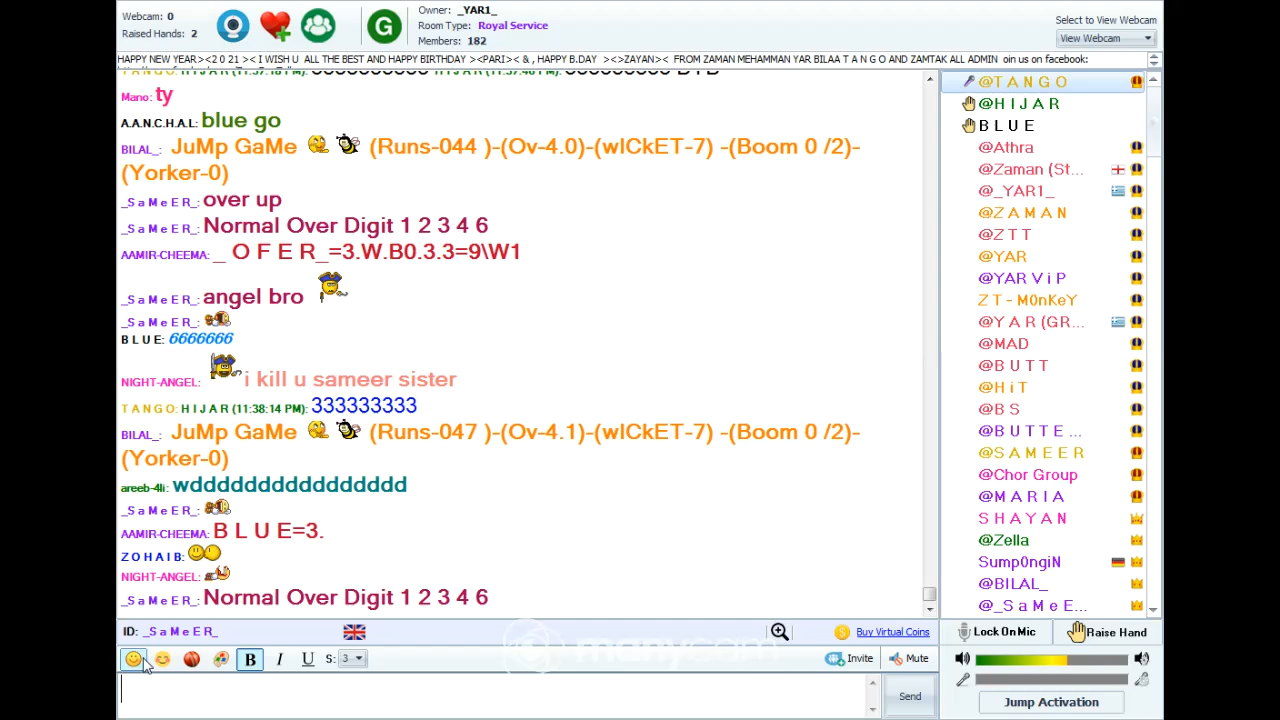 Webcam: 0
Raised Hands: 2
G
Owner: _YAR1_
Room Type: Royal Service
Members: 182
Select to View Webcam
View Webcam
HAPPY NEW YEAR><2 0 21 >< I WISH U ALL THE BEST AND HAPPY BIRTHDAY ><PARI>< & , HAPPY B.DAY ><>ZAYAN>< FROM ZAMAN MEHAMMAN YAR BILAA T A N G O AND ZAMTAK ALL ADMIN oin us on facebook:
Mano: ty
A.A.N.C.H.A.L: blue go
BILAL_: JuMp GaMe (Runs-044 )-(Ov-4.0)-(wICkET-7) -(Boom 0 /2)-
(Yorker-0)
_S a M e E R_: over up
_S a M e E R_: Normal Over Digit 1 2 3 4 6
AAMIR-CHEEMA: _ O F E R_=3.W.B0.3.3=9\W1
_S a M e E R_: angel bro
_S a M e E R_:
B L U E: 6666666
NIGHT-ANGEL: i kill u sameer sister
T A N G O: H I J A R (11:38:14 PM): 333333333
BILAL_: JuMp GaMe (Runs-047 )-(Ov-4.1)-(wICkET-7) -(Boom 0 /2)-
(Yorker-0)
areeb-4li: wdddddddddddddddd
_S a M e E R_:
AAMIR-CHEEMA: B L U E=3.
Z O H A I B:
NIGHT-ANGEL:
_S a M e E R_: Normal Over Digit 1 2 3 4 6
@T A N G O
@H I J A R
B L U E
@Athra
@Zaman (St...
@_YAR1_
@Z A M A N
@Z T T
@YAR
@YAR V i P
Z T - M0nKeY
@Y A R (GR...
@MAD
@B U T T
@H i T
@B S
@B U T T E ...
@S A M E E R
@Chor Group
@M A R I A
S H A Y A N
@Zella
Sump0ngiN
@BILAL_
@_S a M e E...
ID: _S a M e E R_
Buy Virtual Coins
Lock On Mic
Raise Hand
B I U S: 3
manycam
Invite
Mute
Send
Jump Activation